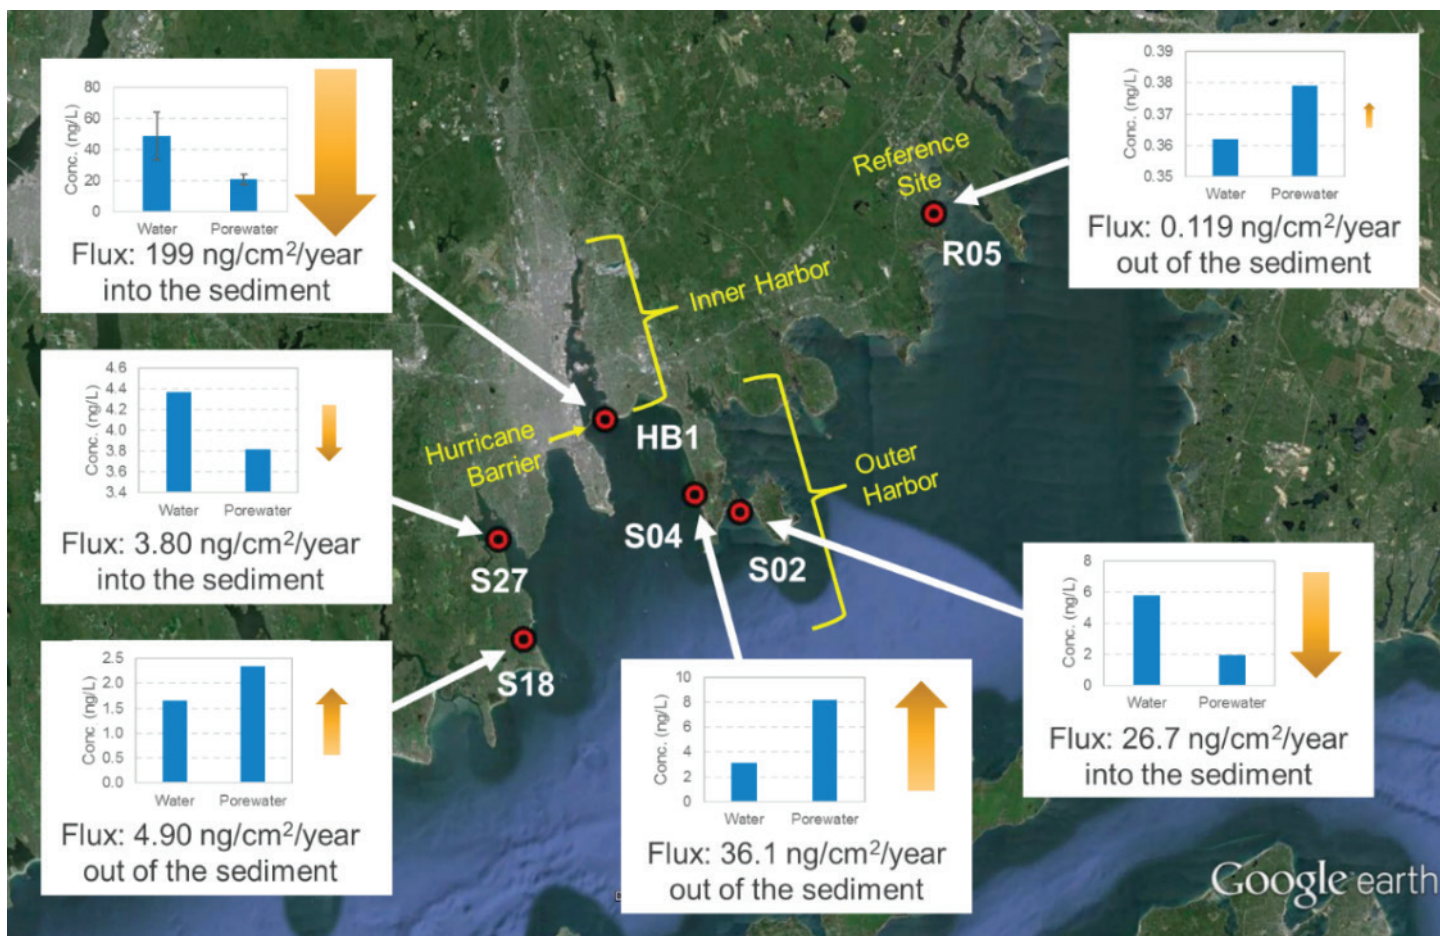 80
60
40
20
0
Conc. (ng/L)
Water Porewater
Flux: 199 ng/cm²/year
into the sediment
4.6
4.4
4.2
4.0
3.8
3.6
3.4
Conc. (ng/L)
Water Porewater
Flux: 3.80 ng/cm²/year
into the sediment
2.5
2.0
1.5
1.0
0.5
0.0
Conc (ng/L)
Water Porewater
Flux: 4.90 ng/cm²/year
out of the sediment
Inner Harbor
Hurricane
Barrier
HB1
S04
S02
S27
S18
Outer
Harbor
Reference
Site
R05
0.39
0.38
0.37
0.36
0.35
Conc. (ng/L)
Water Porewater
Flux: 0.119 ng/cm²/year
out of the sediment
10
8
6
4
2
0
Conc. (ng/L)
Water Porewater
Flux: 36.1 ng/cm²/year
out of the sediment
8
6
4
2
0
Conc. (ng/L)
Water Porewater
Flux: 26.7 ng/cm²/year
into the sediment
Google earth